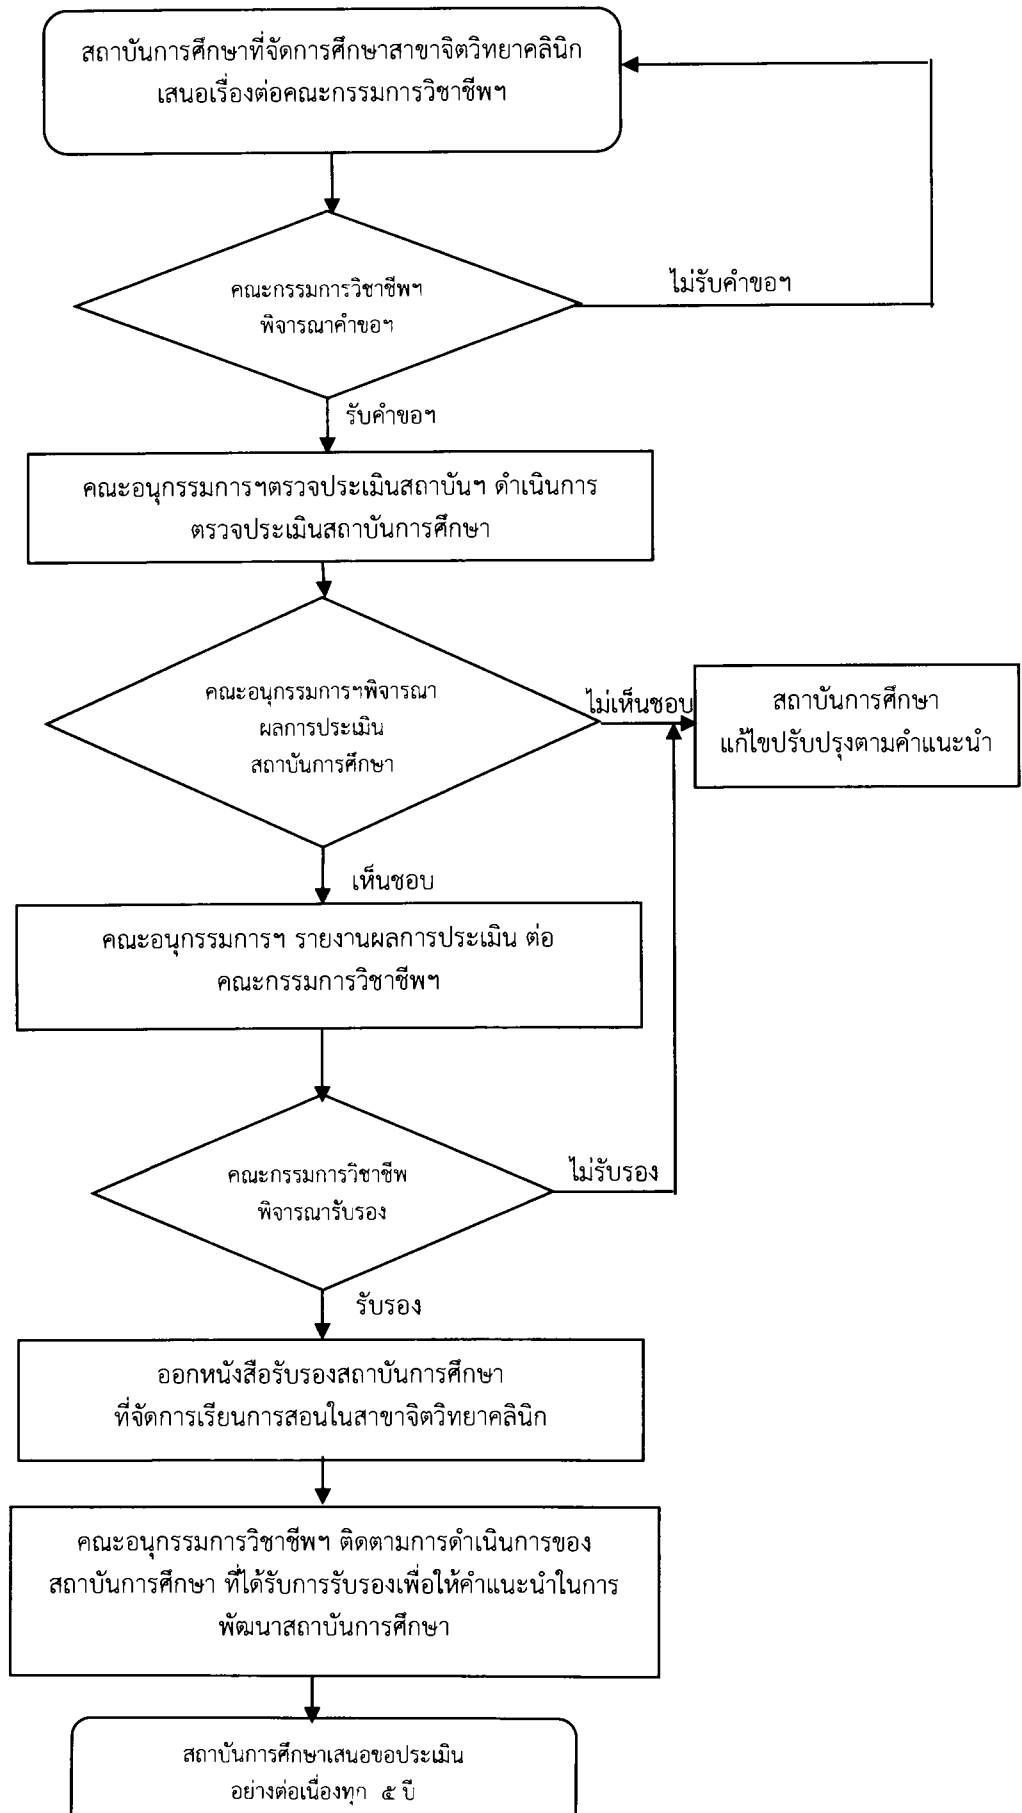 สถาบันการศึกษาที่จัดการศึกษาสาขาจิตวิทยาคลินิก
เสนอเรื่องต่อคณะกรรมการวิชาชีพฯ
คณะกรรมการวิชาชีพฯ
พิจารณาคำขอฯ
ไม่รับคำขอฯ
รับคำขอฯ
คณะอนุกรรมการฯตรวจประเมินสถาบันฯ ดำเนินการ
ตรวจประเมินสถาบันการศึกษา
คณะอนุกรรมการฯพิจารณา
ผลการประเมิน
สถาบันการศึกษา
ไม่เห็นชอบ
สถาบันการศึกษา
แก้ไขปรับปรุงตามคำแนะนำ
เห็นชอบ
คณะอนุกรรมการฯ รายงานผลการประเมิน ต่อ
คณะกรรมการวิชาชีพฯ
คณะกรรมการวิชาชีพ
พิจารณารับรอง
ไม่รับรอง
รับรอง
ออกหนังสือรับรองสถาบันการศึกษา
ที่จัดการเรียนการสอนในสาขาจิตวิทยาคลินิก
คณะอนุกรรมการวิชาชีพฯ ติดตามการดำเนินการของ
สถาบันการศึกษา ที่ได้รับการรับรองเพื่อให้คำแนะนำในการ
พัฒนาสถาบันการศึกษา
สถาบันการศึกษาเสนอขอประเมิน
อย่างต่อเนื่องทุก ๕ ปี